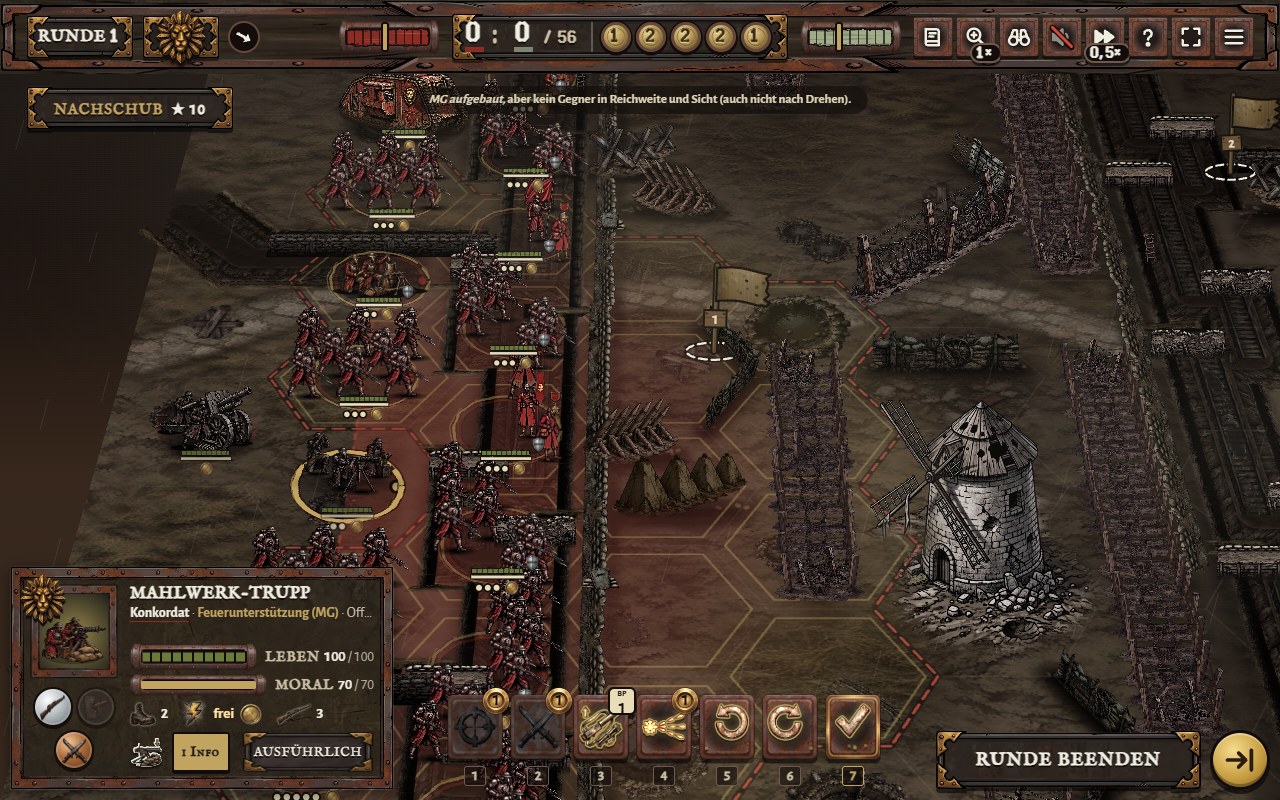 RUNDE 1
0 : 0 / 56
1 2 2 2 1
1×
0,5×
?
NACHSCHUB ★ 10
MG aufgebaut, aber kein Gegner in Reichweite und Sicht (auch nicht nach Drehen).
2
1
MAHLWERK-TRUPP
Konkordat · Feuerunterstützung (MG) · Off…
LEBEN 100/100
MORAL 70/70
2 frei 3
I INFO
AUSFÜHRLICH
1 1 BP 1 1
1 2 3 4 5 6 7
RUNDE BEENDEN